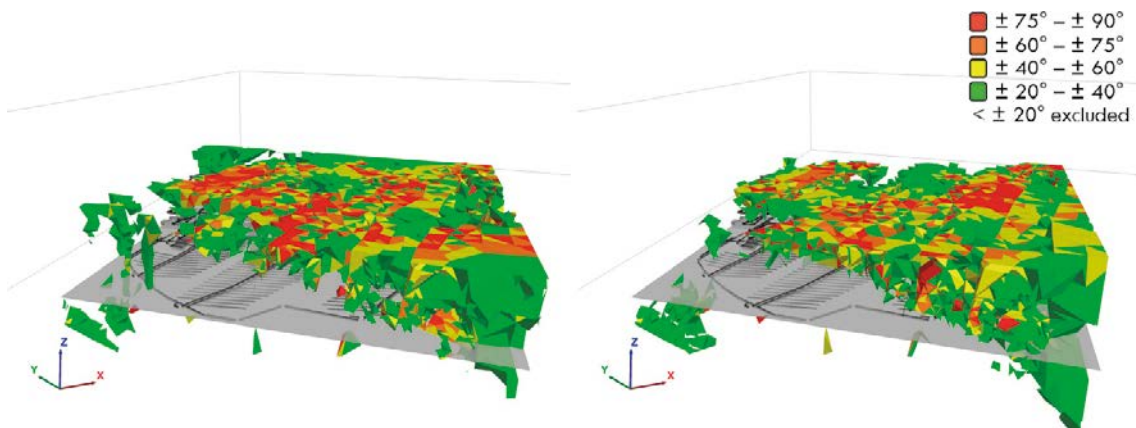 ± 75° – ± 90°
± 60° – ± 75°
± 40° – ± 60°
± 20° – ± 40°
< ± 20° excluded
Z
Y
X
Z
Y
X